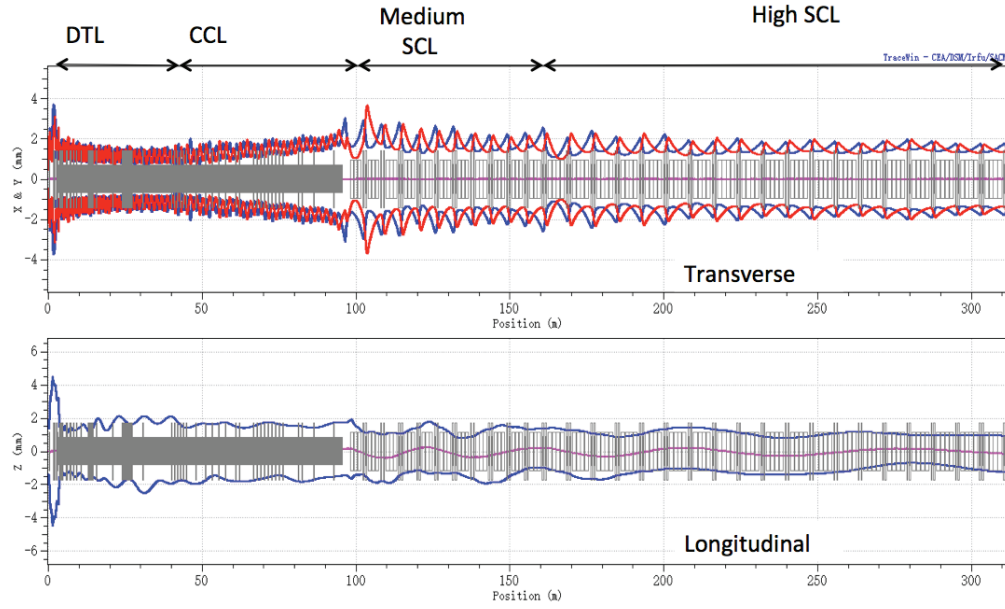 DTL
CCL
Medium
SCL
High SCL
TraceWin - CEA/DSM/Irfu/SACM
X & Y (mm)
4
2
0
-2
-4
Transverse
0 50 100 150 200 250 300
Position (m)
Z (mm)
6
4
2
0
-2
-4
-6
Longitudinal
0 50 100 150 200 250 300
Position (m)